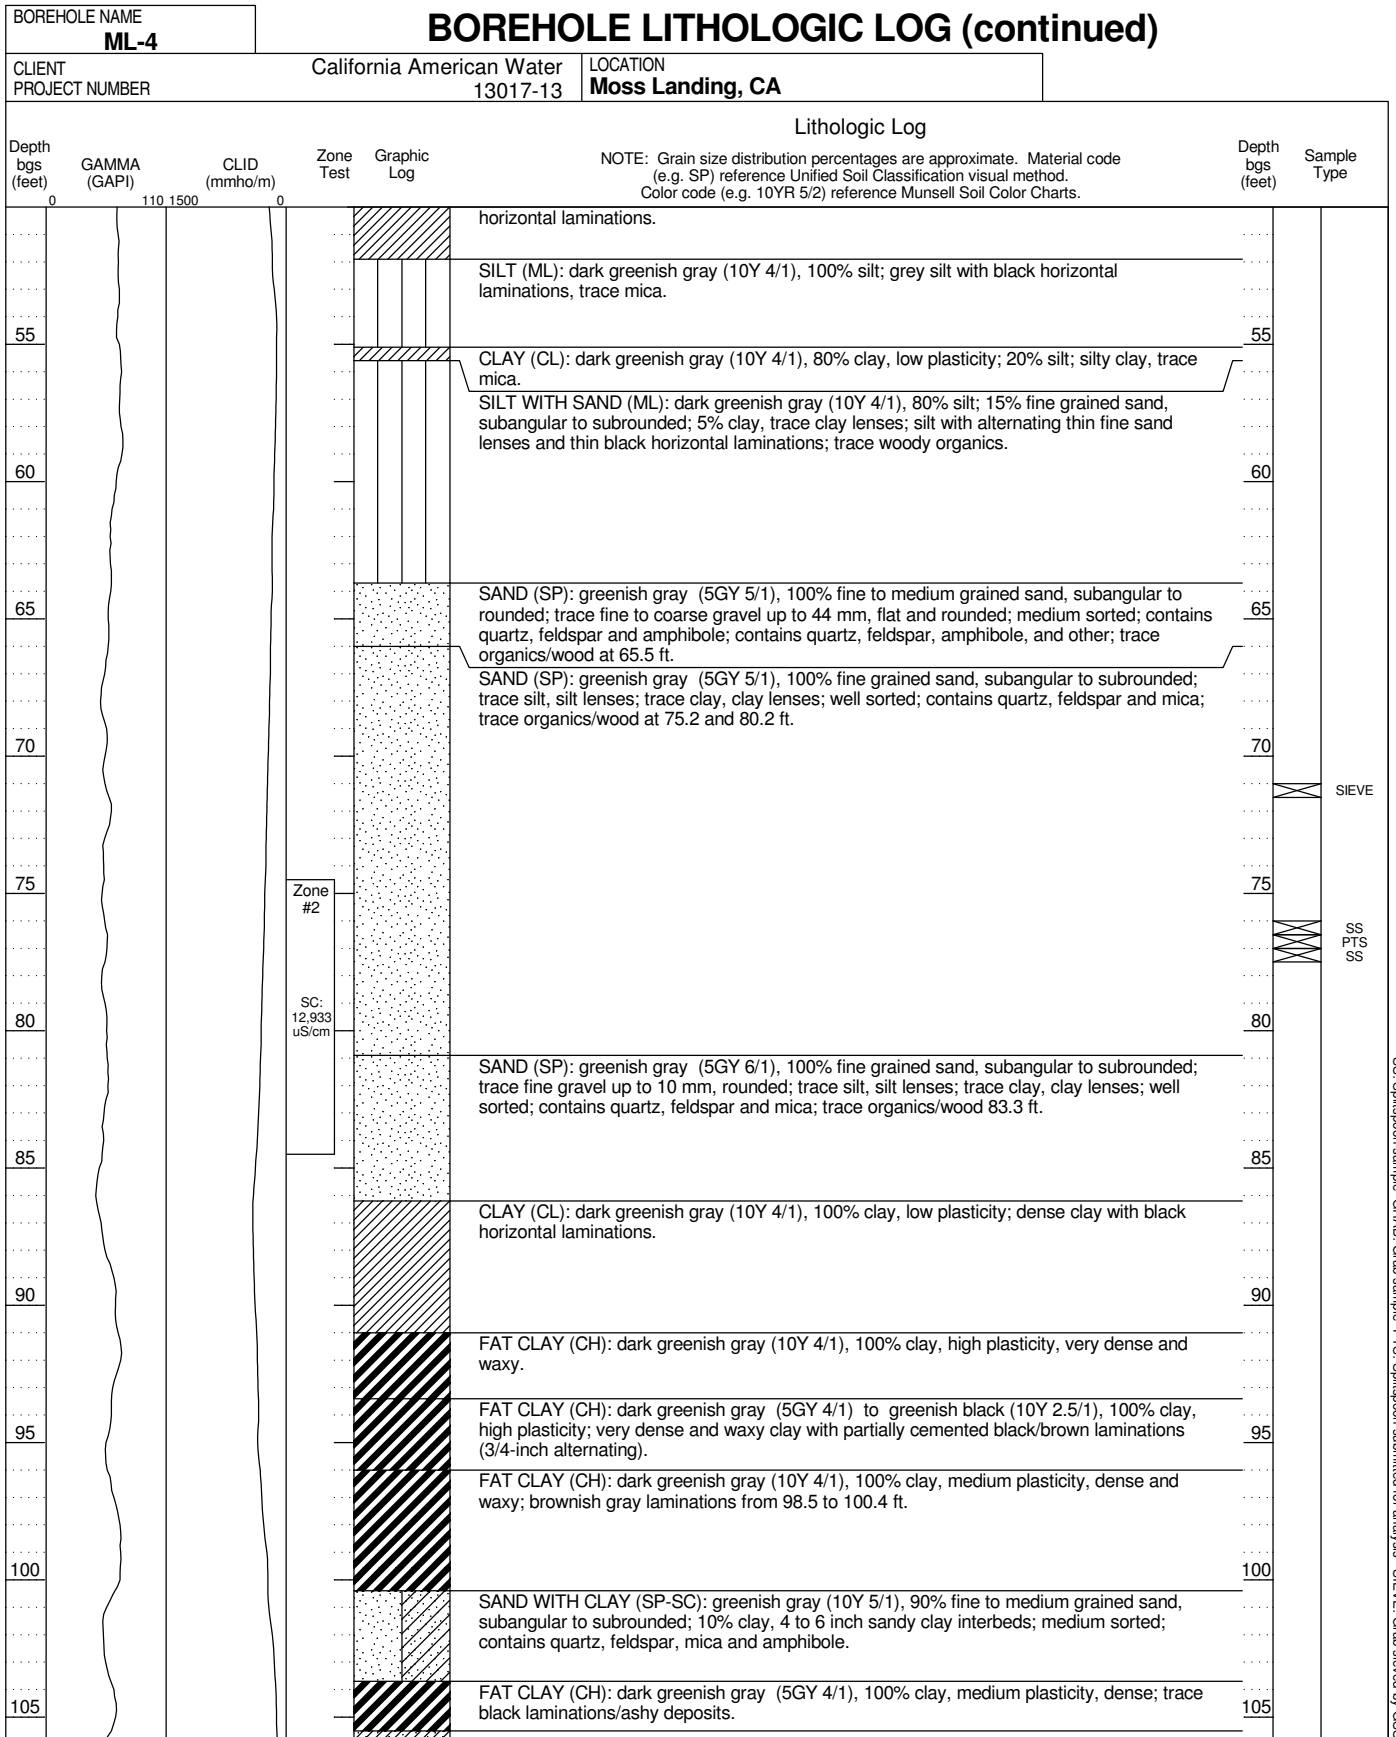 BOREHOLE NAME
ML-4
BOREHOLE LITHOLOGIC LOG (continued)
CLIENT California American Water
PROJECT NUMBER 13017-13
LOCATION
Moss Landing, CA
Depth
bgs
(feet)
GAMMA
(GAPI)
CLID
(mmho/m)
Zone
Test
Graphic
Log
Lithologic Log
NOTE: Grain size distribution percentages are approximate. Material code
(e.g. SP) reference Unified Soil Classification visual method.
Color code (e.g. 10YR 5/2) reference Munsell Soil Color Charts.
Depth
bgs
(feet)
Sample
Type
0 110 1500 0
horizontal laminations.
SILT (ML): dark greenish gray (10Y 4/1), 100% silt; grey silt with black horizontal
laminations, trace mica.
55 55
CLAY (CL): dark greenish gray (10Y 4/1), 80% clay, low plasticity; 20% silt; silty clay, trace
mica.
SILT WITH SAND (ML): dark greenish gray (10Y 4/1), 80% silt; 15% fine grained sand,
subangular to subrounded; 5% clay, trace clay lenses; silt with alternating thin fine sand
lenses and thin black horizontal laminations; trace woody organics.
60 60
SAND (SP): greenish gray (5GY 5/1), 100% fine to medium grained sand, subangular to
65 65
rounded; trace fine to coarse gravel up to 44 mm, flat and rounded; medium sorted; contains
quartz, feldspar and amphibole; contains quartz, feldspar, amphibole, and other; trace
organics/wood at 65.5 ft.
SAND (SP): greenish gray (5GY 5/1), 100% fine grained sand, subangular to subrounded;
trace silt, silt lenses; trace clay, clay lenses; well sorted; contains quartz, feldspar and mica;
trace organics/wood at 75.2 and 80.2 ft.
70 70
SIEVE
75 75
Zone
#2
SS
PTS
SS
SC:
12,933
uS/cm
80 80
SAND (SP): greenish gray (5GY 6/1), 100% fine grained sand, subangular to subrounded;
trace fine gravel up to 10 mm, rounded; trace silt, silt lenses; trace clay, clay lenses; well
sorted; contains quartz, feldspar and mica; trace organics/wood 83.3 ft.
85 85
CLAY (CL): dark greenish gray (10Y 4/1), 100% clay, low plasticity; dense clay with black
horizontal laminations.
90 90
FAT CLAY (CH): dark greenish gray (10Y 4/1), 100% clay, high plasticity, very dense and
waxy.
FAT CLAY (CH): dark greenish gray (5GY 4/1) to greenish black (10Y 2.5/1), 100% clay,
high plasticity; very dense and waxy clay with partially cemented black/brown laminations
(3/4-inch alternating).
95 95
FAT CLAY (CH): dark greenish gray (10Y 4/1), 100% clay, medium plasticity, dense and
waxy; brownish gray laminations from 98.5 to 100.4 ft.
100 100
SAND WITH CLAY (SP-SC): greenish gray (10Y 5/1), 90% fine to medium grained sand,
subangular to subrounded; 10% clay, 4 to 6 inch sandy clay interbeds; medium sorted;
contains quartz, feldspar, mica and amphibole.
FAT CLAY (CH): dark greenish gray (5GY 4/1), 100% clay, medium plasticity, dense; trace
black laminations/ashy deposits.
105 105